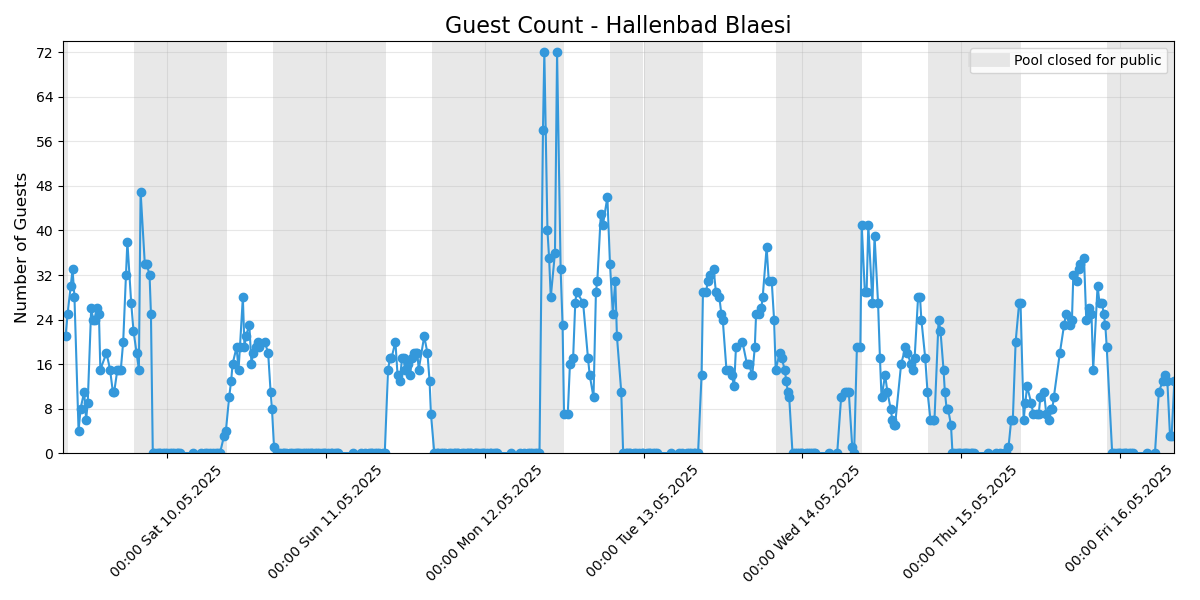 Guest Count - Hallenbad Blaesi
Pool closed for public
Number of Guests
72
64
56
48
40
32
24
16
8
0
00:00 Sat 10.05.2025
00:00 Sun 11.05.2025
00:00 Mon 12.05.2025
00:00 Tue 13.05.2025
00:00 Wed 14.05.2025
00:00 Thu 15.05.2025
00:00 Fri 16.05.2025